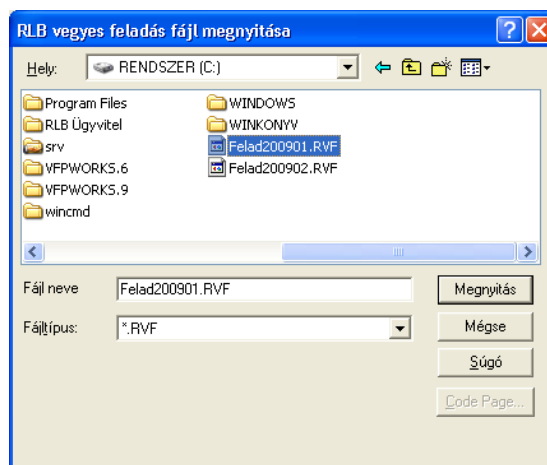 RLB vegyes feladás fájl megnyitása
Hely: RENDSZER (C:)
Program Files
RLB Ügyvitel
srv
VFPWORKS.6
VFPWORKS.9
wincmd
WINDOWS
WINKONYV
Felad200901.RVF
Felad200902.RVF
Fájl neve Felad200901.RVF Megnyitás
Fájltípus: *.RVF Mégse
Súgó
Code Page...